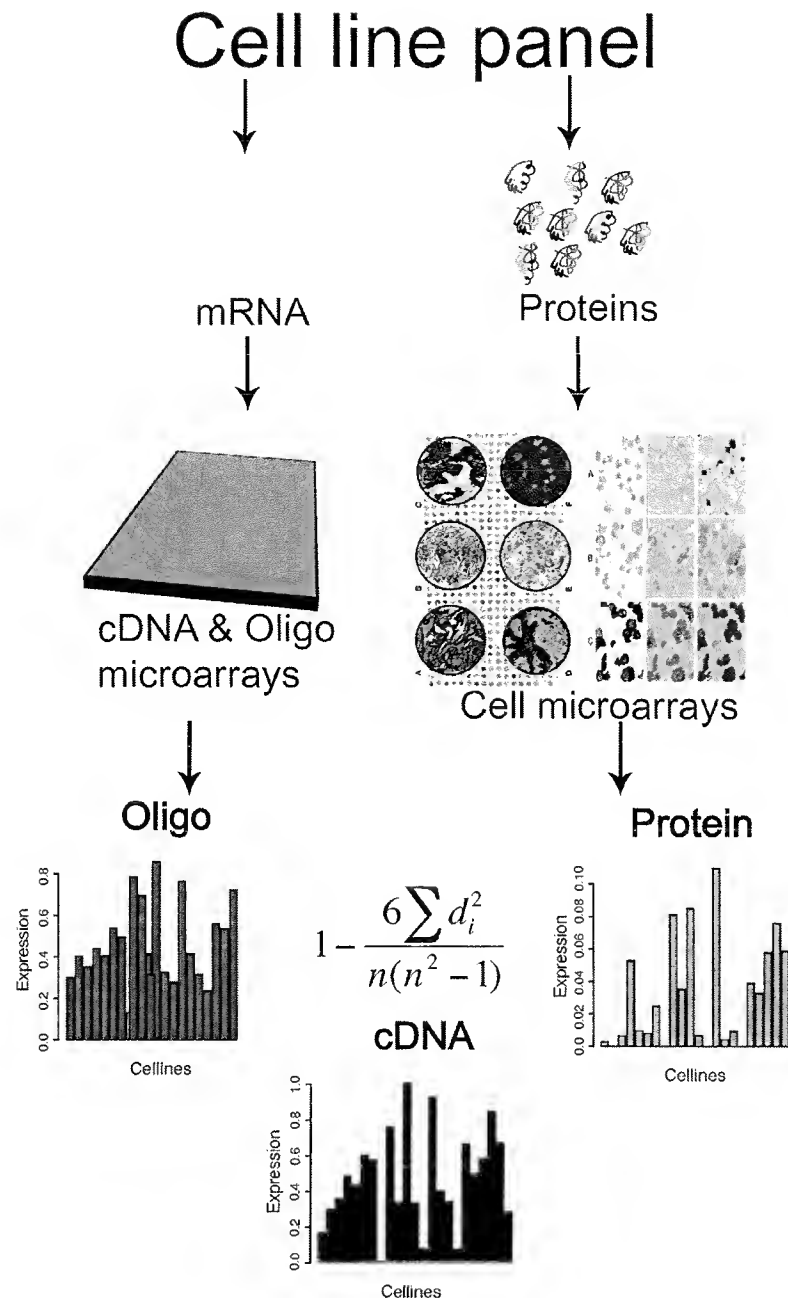 Cell line panel
mRNA
Proteins
cDNA & Oligo
microarrays
C
F
B
E
A
D
A
B
C
Cell microarrays
Oligo
Expression
0.8
0.6
0.4
0.2
0.0
Cellines
1 - 6∑d_i^2 / n(n^2 - 1)
Protein
Expression
0.10
0.08
0.06
0.04
0.02
0.0
Cellines
cDNA
Expression
1.0
0.8
0.6
0.4
0.2
0.0
Cellines